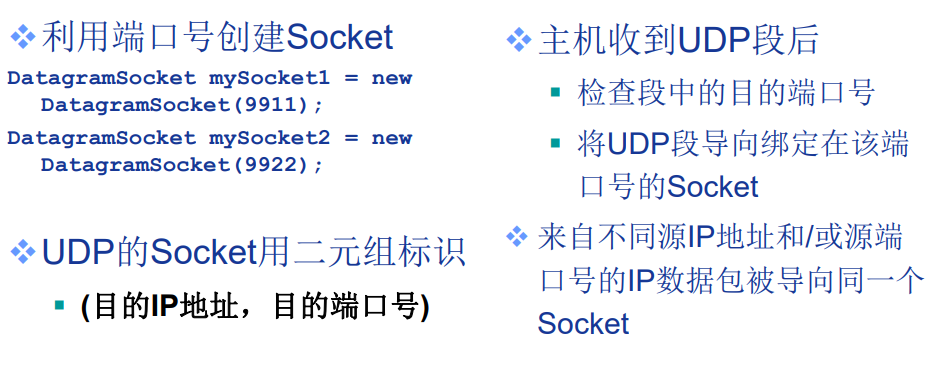 利用端口号创建Socket
DatagramSocket mySocket1 = new
DatagramSocket(9911);
DatagramSocket mySocket2 = new
DatagramSocket(9922);
UDP的Socket用二元组标识
(目的IP地址，目的端口号)
主机收到UDP段后
检查段中的目的端口号
将UDP段导向绑定在该端
口号的Socket
来自不同源IP地址和/或源端
口号的IP数据包被导向同一个
Socket